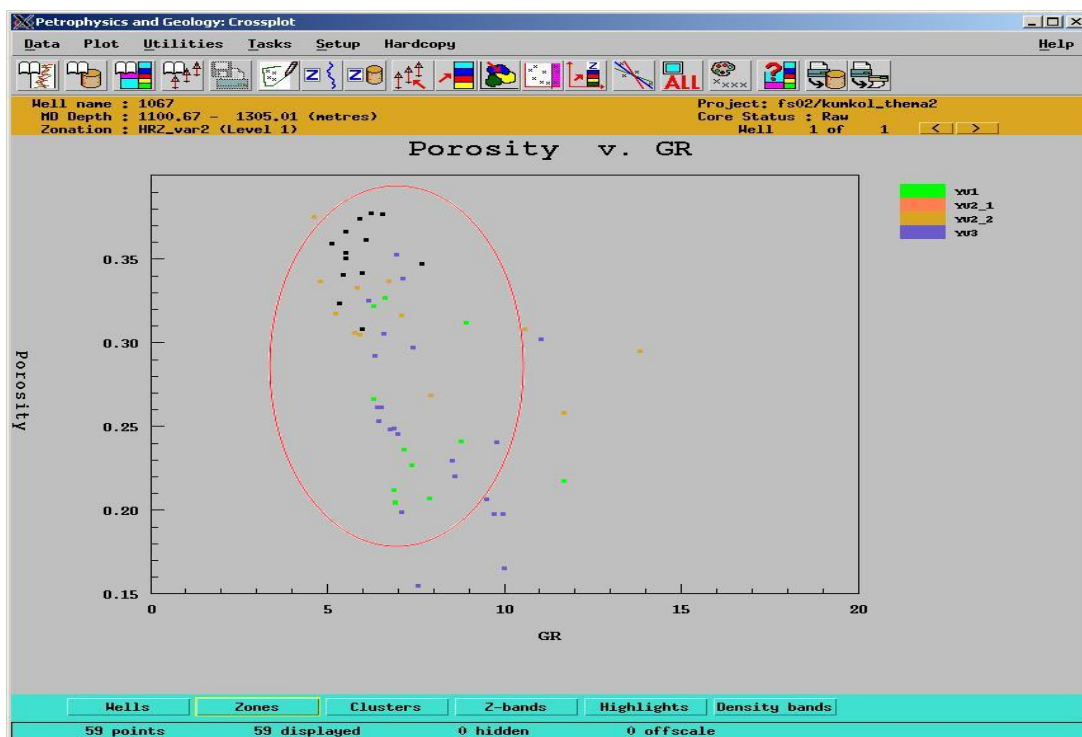 Petrophysics and Geology: Crossplot
Data Plot Utilities Tasks Setup Hardcopy Help
Z Z Z ALL ?
Well name : 1067 Project: fs02/kumkol_thema2
MD Depth : 1100.67 - 1305.01 (metres) Core Status : Raw
Zonation : HRZ_var2 (Level 1) Well 1 of 1 < >
Porosity v. GR
YU1
YU2_1
YU2_2
YU3
0.35
0.30
0.25
0.20
0.15
Porosity
0 5 10 15 20
GR
Wells Zones Clusters Z-bands Highlights Density bands
59 points 59 displayed 0 hidden 0 offscale